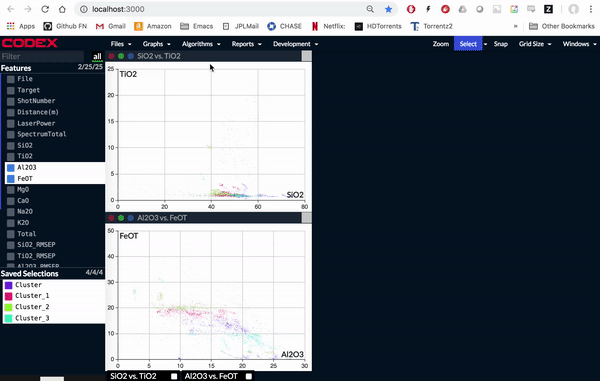 localhost:3000
Apps
Github FN
Gmail
Amazon
Emacs
JPLMail
CHASE
Netflix:
HDTorrents
Torrentz2
»
Other Bookmarks
CODEX
Files
Graphs
Algorithms
Reports
Development
Zoom
Select
Snap
Grid Size
Windows
Filter
all
Features
2/25/25
File
Target
ShotNumber
Distance(m)
LaserPower
SpectrumTotal
SiO2
TiO2
Al2O3
FeOT
MgO
CaO
Na2O
K2O
Total
SiO2_RMSEP
TiO2_RMSEP
Al2O3_RMSEP
Saved Selections
4/4/4
Cluster
Cluster_1
Cluster_2
Cluster_3
SiO2 vs. TiO2
TiO2
25
20
15
10
5
0
0
20
40
60
80
SiO2
Al2O3 vs. FeOT
FeOT
50
40
30
20
10
0
0
5
10
15
20
25
30
Al2O3
SiO2 vs. TiO2
Al2O3 vs. FeOT